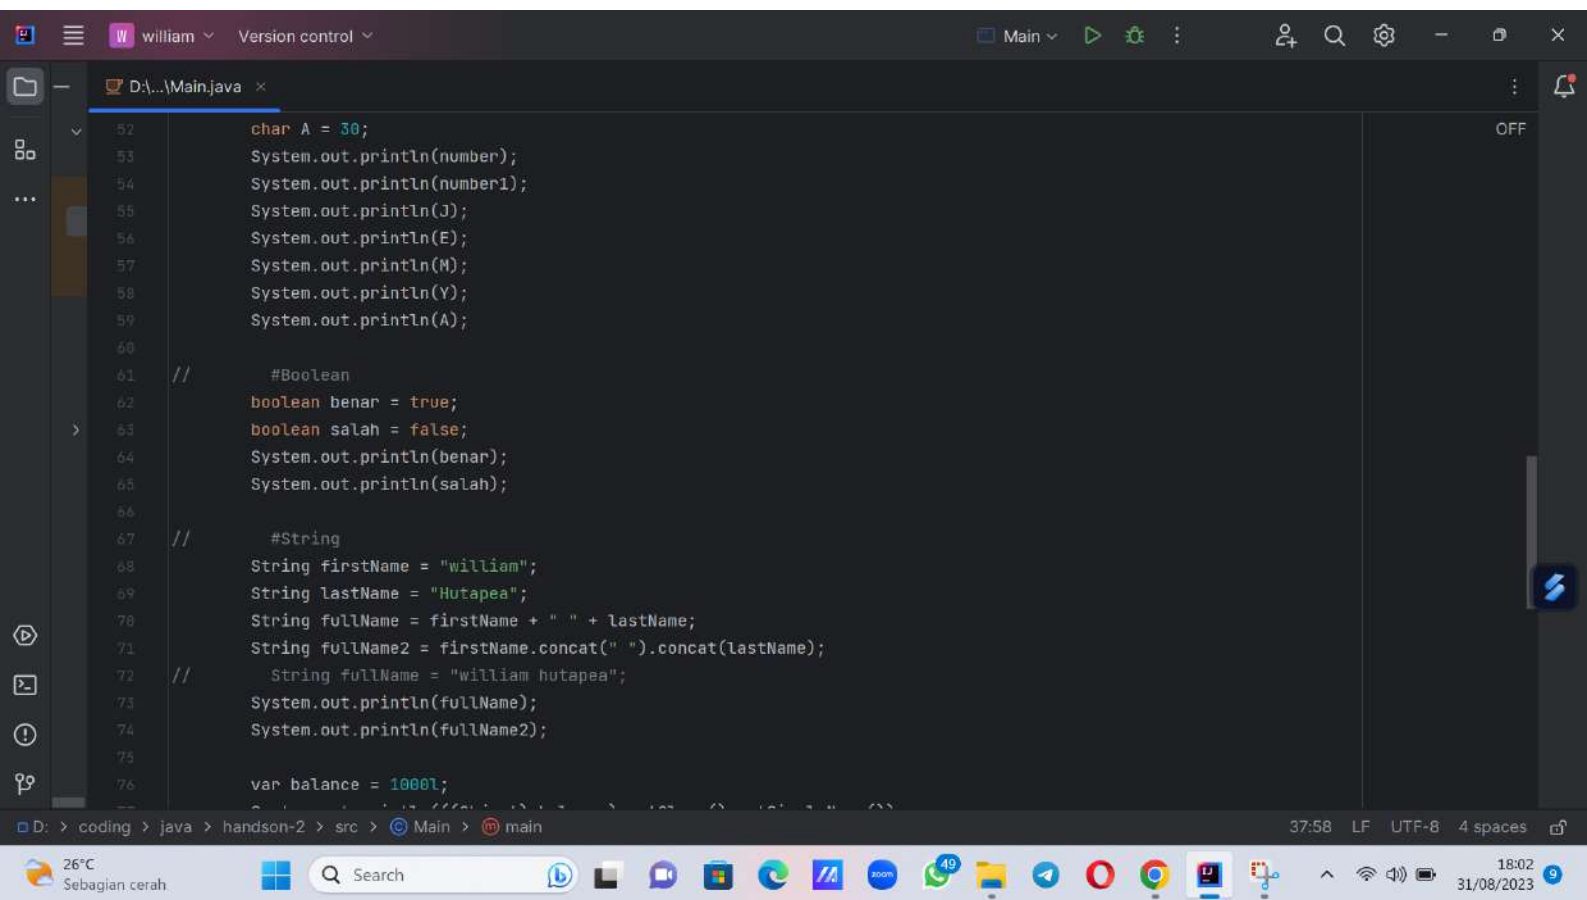 W william Version control Main
D:\...\Main.java
OFF
52 char A = 30;
53 System.out.println(number);
54 System.out.println(number1);
55 System.out.println(J);
56 System.out.println(E);
57 System.out.println(M);
58 System.out.println(Y);
59 System.out.println(A);
60
61 // #Boolean
62 boolean benar = true;
63 boolean salah = false;
64 System.out.println(benar);
65 System.out.println(salah);
66
67 // #String
68 String firstName = "william";
69 String lastName = "Hutapea";
70 String fullName = firstName + " " + lastName;
71 String fullName2 = firstName.concat(" ").concat(lastName);
72 // String fullName = "william hutapea";
73 System.out.println(fullName);
74 System.out.println(fullName2);
75
76 var balance = 1000l;
D: > coding > java > handson-2 > src > Main > main 37:58 LF UTF-8 4 spaces
26°C
Sebagian cerah
Search
zoom
49
18:02
31/08/2023
9